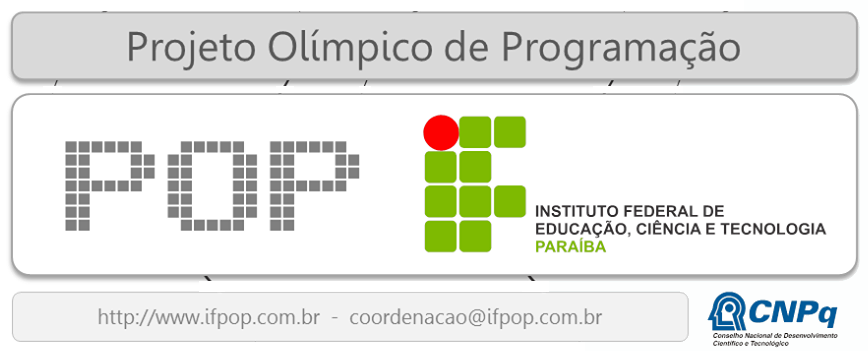 Projeto Olímpico de Programação
POP
INSTITUTO FEDERAL DE
EDUCAÇÃO, CIÊNCIA E TECNOLOGIA
PARAÍBA
http://www.ifpop.com.br - coordenacao@ifpop.com.br
CNPq
Conselho Nacional de Desenvolvimento
Científico e Tecnológico